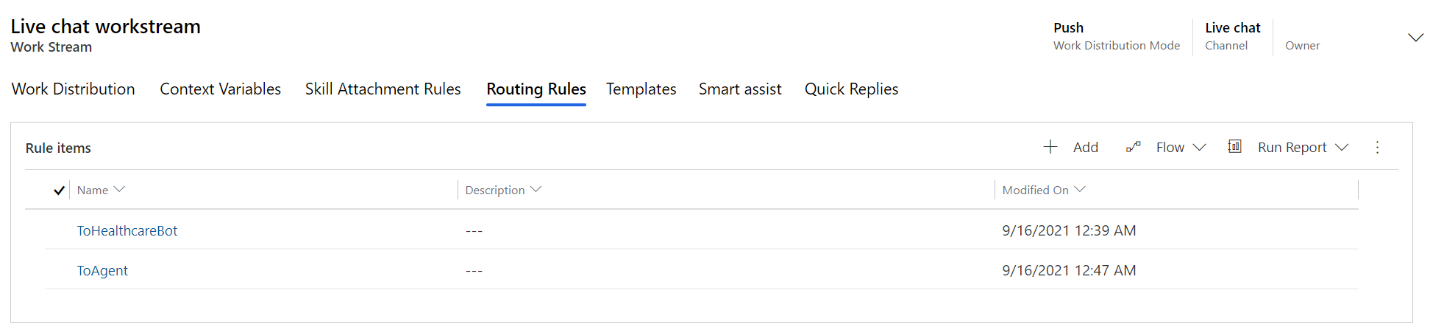 Live chat workstream
Work Stream
Push
Work Distribution Mode
Live chat
Channel
Owner
Work Distribution Context Variables Skill Attachment Rules Routing Rules Templates Smart assist Quick Replies
Rule items Add Flow Run Report
Name Description Modified On
ToHealthcareBot --- 9/16/2021 12:39 AM
ToAgent --- 9/16/2021 12:47 AM